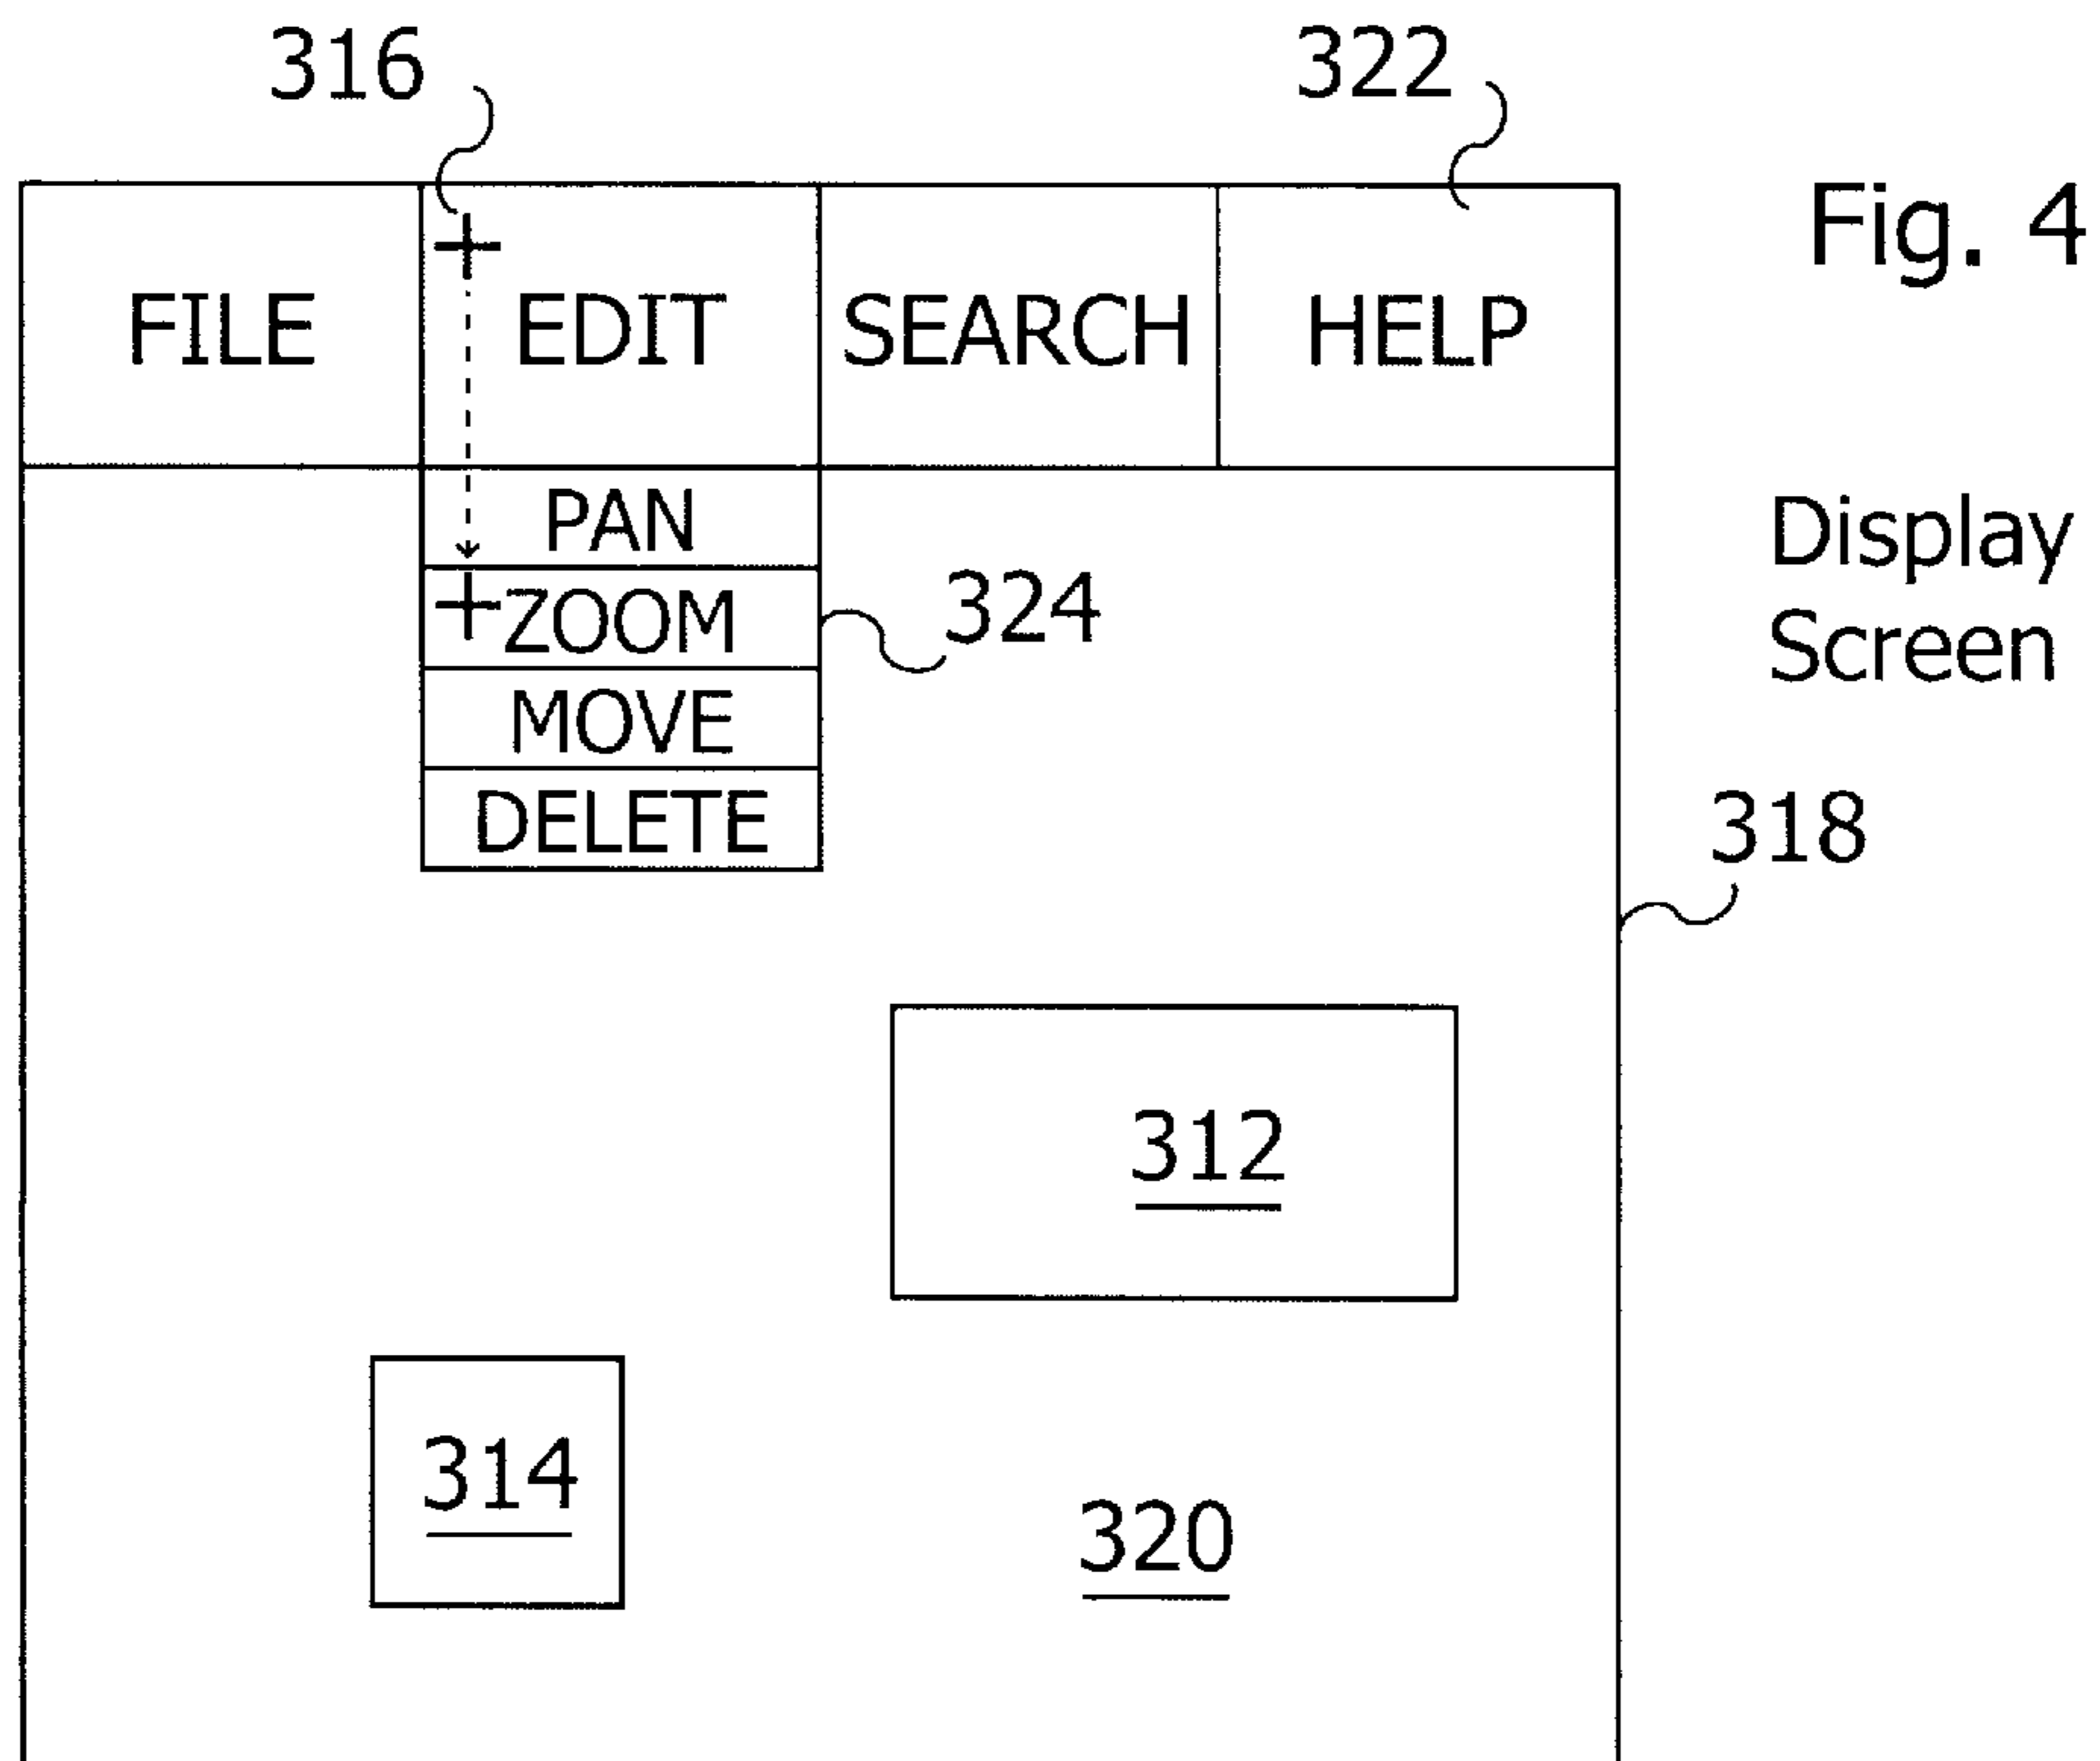 316
322
Fig. 4
FILE
EDIT
SEARCH
HELP
PAN
ZOOM
MOVE
DELETE
324
Display
Screen
318
312
314
320